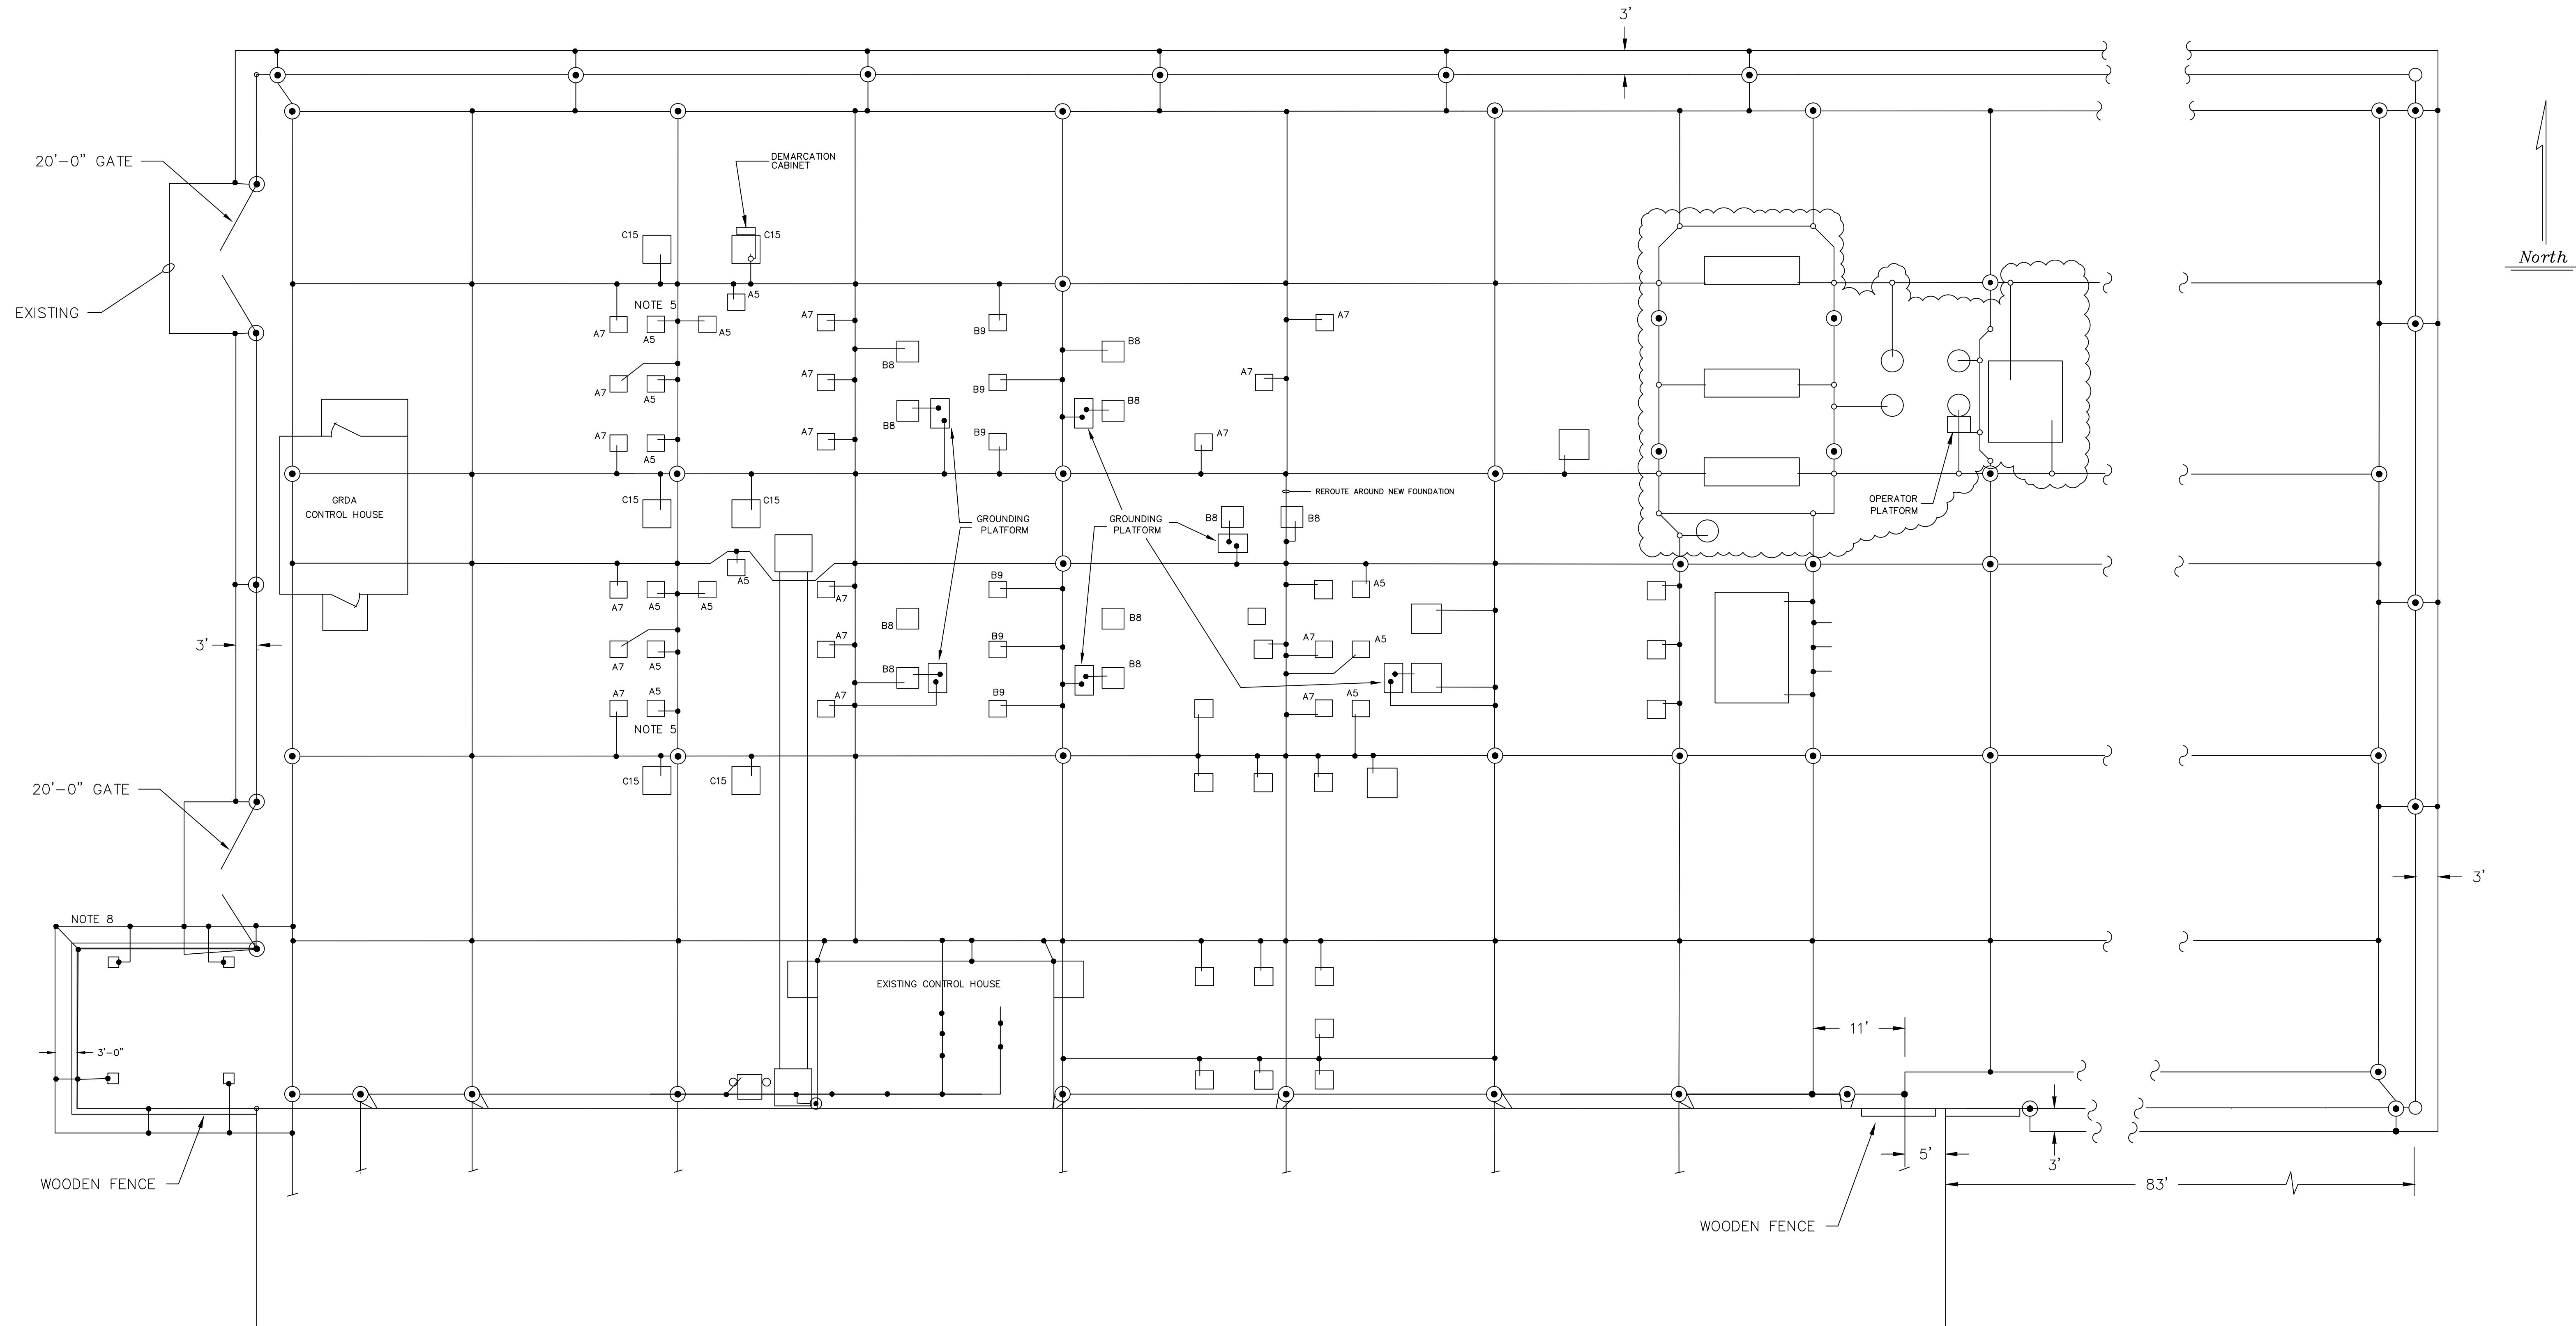 3'
20'-0" GATE
DEMARCATION
CABINET
C15
C15
North
EXISTING
A5
NOTE 5
A7
A5
A5
A7
B9
A7
B8
B8
A7
A5
A7
B9
A7
B8
B8
A7
A5
A7
B9
A7
GRDA
CONTROL HOUSE
C15
C15
REROUTE AROUND NEW FOUNDATION
OPERATOR
PLATFORM
GROUNDING
PLATFORM
GROUNDING
PLATFORM
B8
B8
A5
A7
A5
A5
A7
B9
A5
B8
B8
3'
A7
A5
A7
B9
A7
A5
B8
B8
A7
A5
A7
B9
A7
A5
NOTE 5
C15
C15
20'-0" GATE
3'
NOTE 8
EXISTING CONTROL HOUSE
11'
3'-0"
5'
3'
WOODEN FENCE
83'
WOODEN FENCE